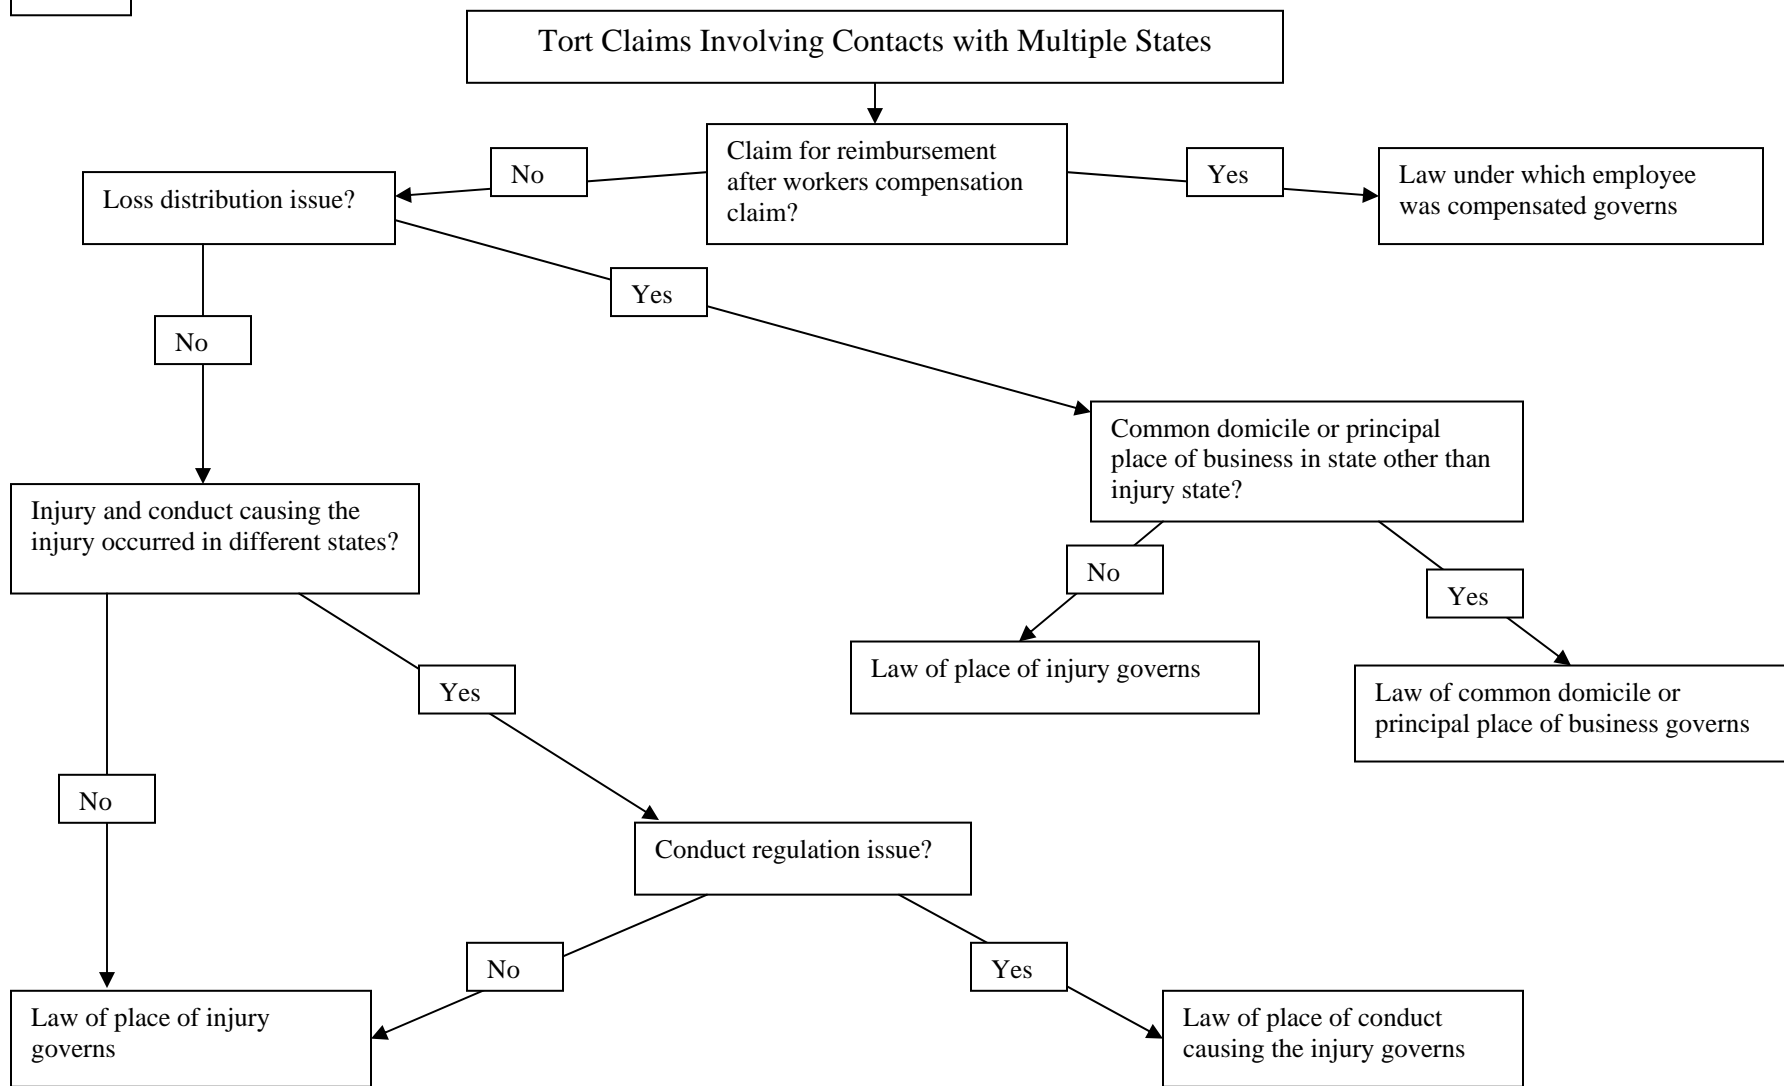 Tort Claims Involving Contacts with Multiple States
Claim for reimbursement
after workers compensation
claim?
No
Yes
Law under which employee
was compensated governs
Loss distribution issue?
Yes
No
Common domicile or principal
place of business in state other than
injury state?
Injury and conduct causing the
injury occurred in different states?
No
Yes
Law of place of injury governs
Law of common domicile or
principal place of business governs
Yes
No
Conduct regulation issue?
No
Yes
Law of place of injury
governs
Law of place of conduct
causing the injury governs